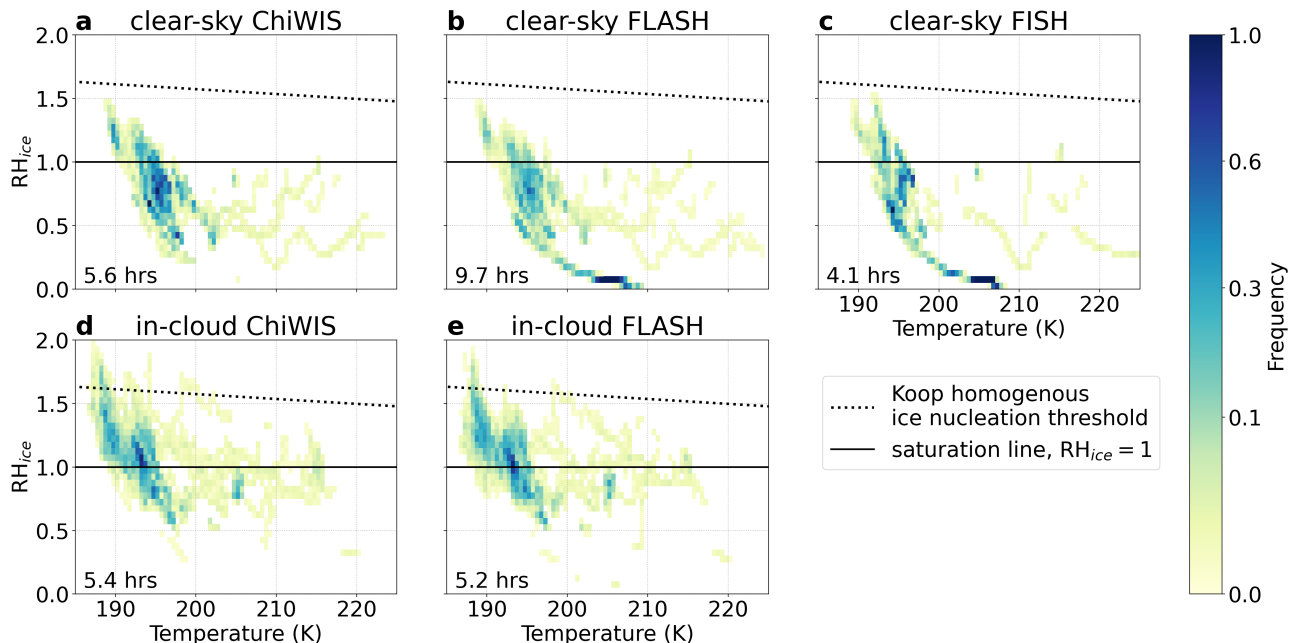 a clear-sky ChiWIS
b clear-sky FLASH
c clear-sky FISH
2.0
1.5
1.0
0.5
0.0
RHice
5.6 hrs
9.7 hrs
4.1 hrs
190 200 210 220
Temperature (K)
d in-cloud ChiWIS
e in-cloud FLASH
2.0
1.5
1.0
0.5
0.0
RHice
5.4 hrs
5.2 hrs
190 200 210 220
Temperature (K)
190 200 210 220
Temperature (K)
Koop homogenous
ice nucleation threshold
saturation line, RHice = 1
1.0
0.6
0.3
0.1
0.0
Frequency